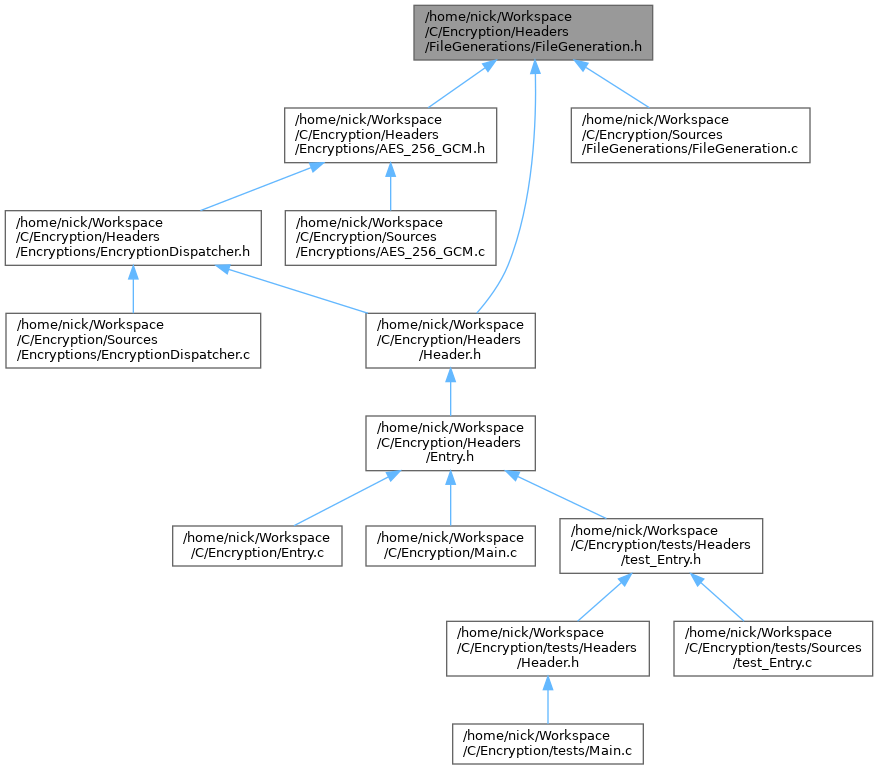 /home/nick/Workspace
/C/Encryption/Headers
/FileGenerations/FileGeneration.h
/home/nick/Workspace
/C/Encryption/Headers
/Encryptions/AES_256_GCM.h
/home/nick/Workspace
/C/Encryption/Sources
/FileGenerations/FileGeneration.c
/home/nick/Workspace
/C/Encryption/Headers
/Encryptions/EncryptionDispatcher.h
/home/nick/Workspace
/C/Encryption/Sources
/Encryptions/AES_256_GCM.c
/home/nick/Workspace
/C/Encryption/Sources
/Encryptions/EncryptionDispatcher.c
/home/nick/Workspace
/C/Encryption/Headers
/Header.h
/home/nick/Workspace
/C/Encryption/Headers
/Entry.h
/home/nick/Workspace
/C/Encryption/Entry.c
/home/nick/Workspace
/C/Encryption/Main.c
/home/nick/Workspace
/C/Encryption/tests/Headers
/test_Entry.h
/home/nick/Workspace
/C/Encryption/tests/Headers
/Header.h
/home/nick/Workspace
/C/Encryption/tests/Sources
/test_Entry.c
/home/nick/Workspace
/C/Encryption/tests/Main.c